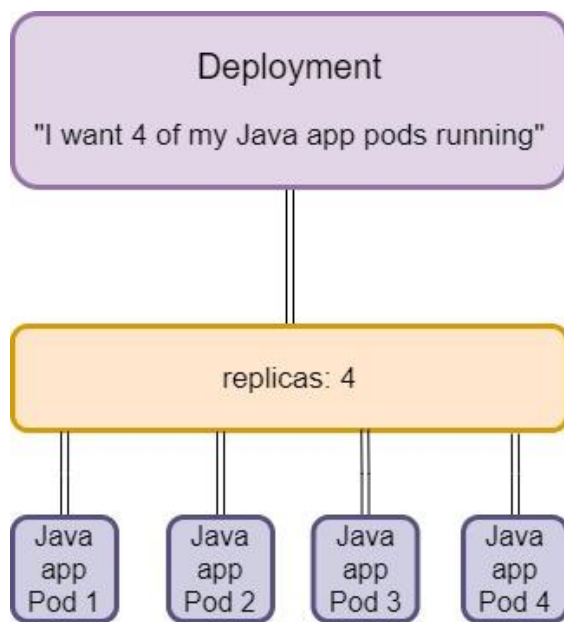 Deployment
"I want 4 of my Java app pods running"
replicas: 4
Java
app
Pod 1
Java
app
Pod 2
Java
app
Pod 3
Java
app
Pod 4